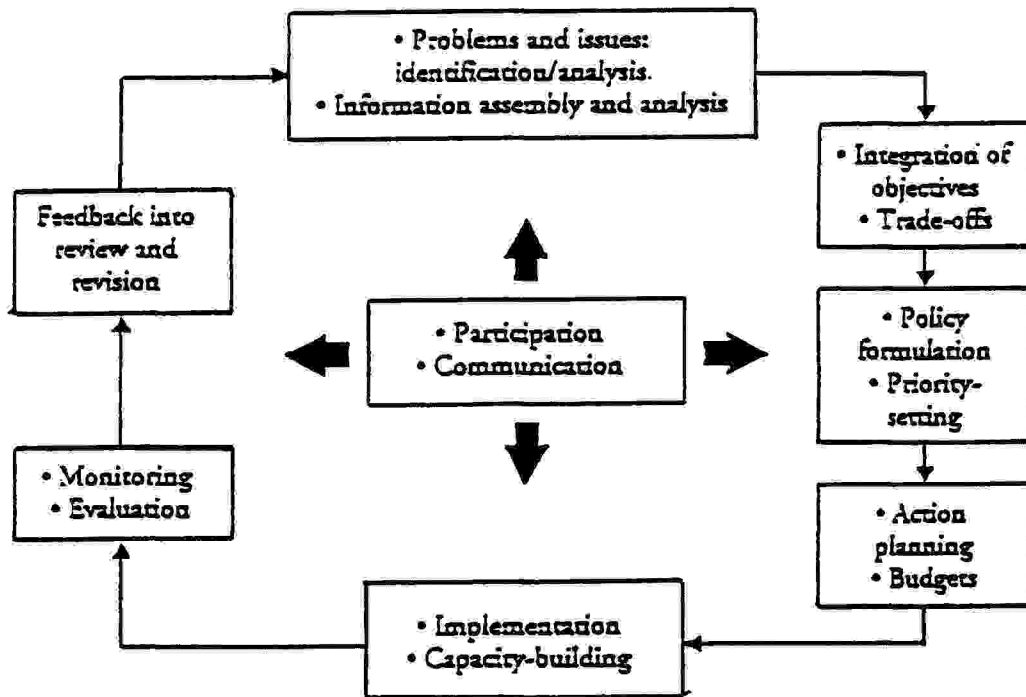 • Problems and issues:
identification/analysis.
• Information assembly and analysis
• Integration of
objectives
• Trade-offs
• Policy
formulation
• Priority-
setting
• Action
planning
• Budgets
• Implementation
• Capacity-building
• Monitoring
• Evaluation
Feedback into
review and
revision
• Participation
• Communication